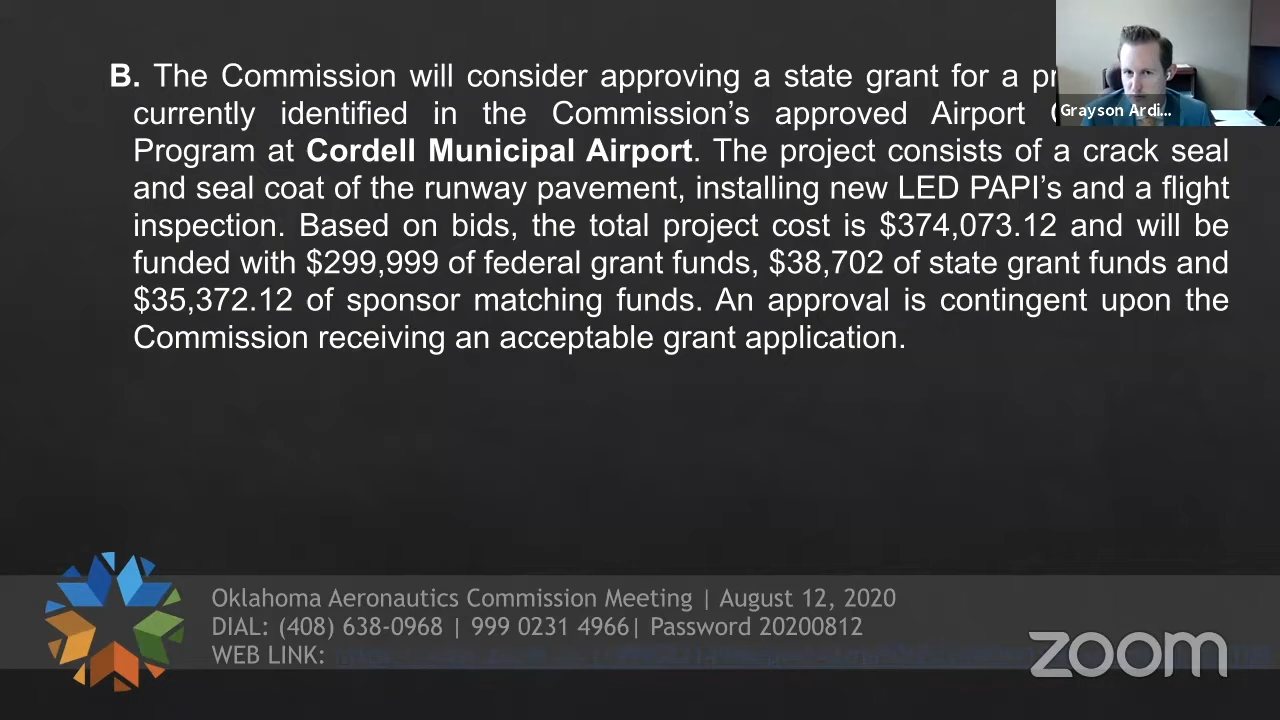 B. The Commission will consider approving a state grant for a
currently identified in the Commission's approved Airport
Program at Cordell Municipal Airport. The project consists of a crack seal
and seal coat of the runway pavement, installing new LED PAPI's and a flight
inspection. Based on bids, the total project cost is $374,073.12 and will be
funded with $299,999 of federal grant funds, $38,702 of state grant funds and
$35,372.12 of sponsor matching funds. An approval is contingent upon the
Commission receiving an acceptable grant application.
Grayson Ardi...
Oklahoma Aeronautics Commission Meeting | August 12, 2020
DIAL: (408) 638-0968 | 999 0231 4966| Password 20200812
WEB LINK:
zoom